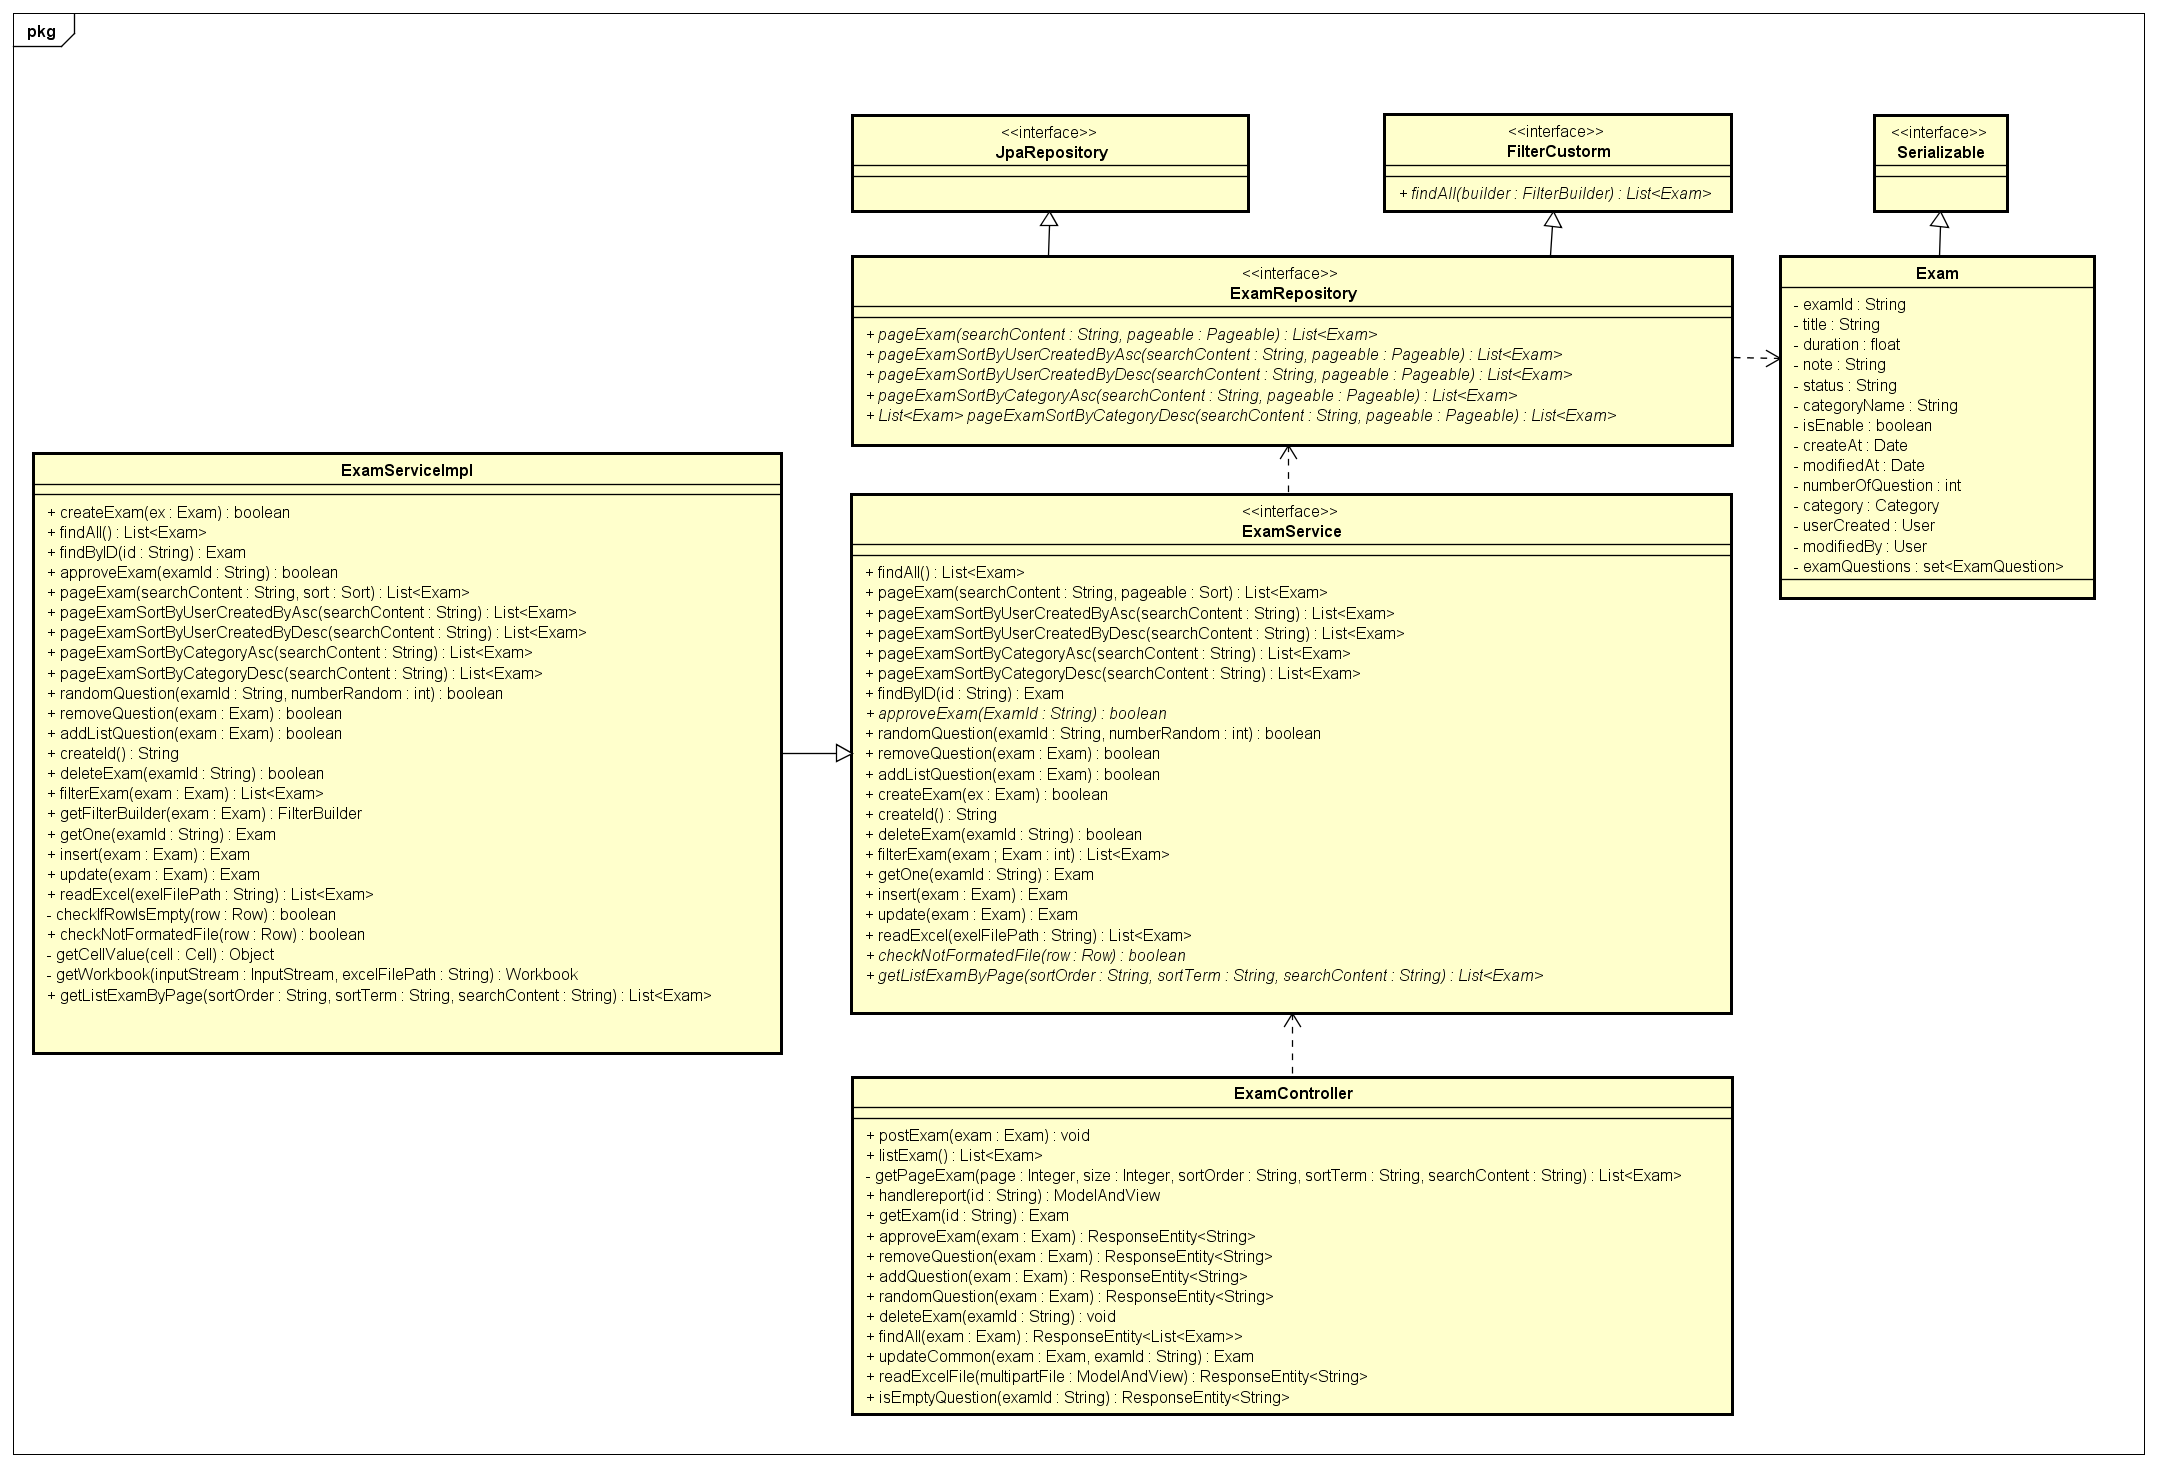 pkg
<<interface>>
JpaRepository
<<interface>>
FilterCustorm
+ findAll(builder : FilterBuilder) : List<Exam>
<<interface>>
Serializable
<<interface>>
ExamRepository
+ pageExam(searchContent : String, pageable : Pageable) : List<Exam>
+ pageExamSortByUserCreatedByAsc(searchContent : String, pageable : Pageable) : List<Exam>
+ pageExamSortByUserCreatedByDesc(searchContent : String, pageable : Pageable) : List<Exam>
+ pageExamSortByCategoryAsc(searchContent : String, pageable : Pageable) : List<Exam>
+ List<Exam> pageExamSortByCategoryDesc(searchContent : String, pageable : Pageable) : List<Exam>
Exam
- examId : String
- title : String
- duration : float
- note : String
- status : String
- categoryName : String
- isEnable : boolean
- createAt : Date
- modifiedAt : Date
- numberOfQuestion : int
- category : Category
- userCreated : User
- modifiedBy : User
- examQuestions : set<ExamQuestion>
ExamServiceImpl
+ createExam(ex : Exam) : boolean
+ findAll() : List<Exam>
+ findByID(id : String) : Exam
+ approveExam(examId : String) : boolean
+ pageExam(searchContent : String, sort : Sort) : List<Exam>
+ pageExamSortByUserCreatedByAsc(searchContent : String) : List<Exam>
+ pageExamSortByUserCreatedByDesc(searchContent : String) : List<Exam>
+ pageExamSortByCategoryAsc(searchContent : String) : List<Exam>
+ pageExamSortByCategoryDesc(searchContent : String) : List<Exam>
+ randomQuestion(examId : String, numberRandom : int) : boolean
+ removeQuestion(exam : Exam) : boolean
+ addListQuestion(exam : Exam) : boolean
+ createId() : String
+ deleteExam(examId : String) : boolean
+ filterExam(exam : Exam) : List<Exam>
+ getFilterBuilder(exam : Exam) : FilterBuilder
+ getOne(examId : String) : Exam
+ insert(exam : Exam) : Exam
+ update(exam : Exam) : Exam
+ readExcel(exelFilePath : String) : List<Exam>
- checkIfRowIsEmpty(row : Row) : boolean
+ checkNotFormatedFile(row : Row) : boolean
- getCellValue(cell : Cell) : Object
- getWorkbook(inputStream : InputStream, excelFilePath : String) : Workbook
+ getListExamByPage(sortOrder : String, sortTerm : String, searchContent : String) : List<Exam>
<<interface>>
ExamService
+ findAll() : List<Exam>
+ pageExam(searchContent : String, pageable : Sort) : List<Exam>
+ pageExamSortByUserCreatedByAsc(searchContent : String) : List<Exam>
+ pageExamSortByUserCreatedByDesc(searchContent : String) : List<Exam>
+ pageExamSortByCategoryAsc(searchContent : String) : List<Exam>
+ pageExamSortByCategoryDesc(searchContent : String) : List<Exam>
+ findByID(id : String) : Exam
+ approveExam(ExamId : String) : boolean
+ randomQuestion(examId : String, numberRandom : int) : boolean
+ removeQuestion(exam : Exam) : boolean
+ addListQuestion(exam : Exam) : boolean
+ createExam(ex : Exam) : boolean
+ createId() : String
+ deleteExam(examId : String) : boolean
+ filterExam(exam ; Exam : int) : List<Exam>
+ getOne(examId : String) : Exam
+ insert(exam : Exam) : Exam
+ update(exam : Exam) : Exam
+ readExcel(exelFilePath : String) : List<Exam>
+ checkNotFormatedFile(row : Row) : boolean
+ getListExamByPage(sortOrder : String, sortTerm : String, searchContent : String) : List<Exam>
ExamController
+ postExam(exam : Exam) : void
+ listExam() : List<Exam>
- getPageExam(page : Integer, size : Integer, sortOrder : String, sortTerm : String, searchContent : String) : List<Exam>
+ handlereport(id : String) : ModelAndView
+ getExam(id : String) : Exam
+ approveExam(exam : Exam) : ResponseEntity<String>
+ removeQuestion(exam : Exam) : ResponseEntity<String>
+ addQuestion(exam : Exam) : ResponseEntity<String>
+ randomQuestion(exam : Exam) : ResponseEntity<String>
+ deleteExam(examId : String) : void
+ findAll(exam : Exam) : ResponseEntity<List<Exam>>
+ updateCommon(exam : Exam, examId : String) : Exam
+ readExcelFile(multipartFile : ModelAndView) : ResponseEntity<String>
+ isEmptyQuestion(examId : String) : ResponseEntity<String>